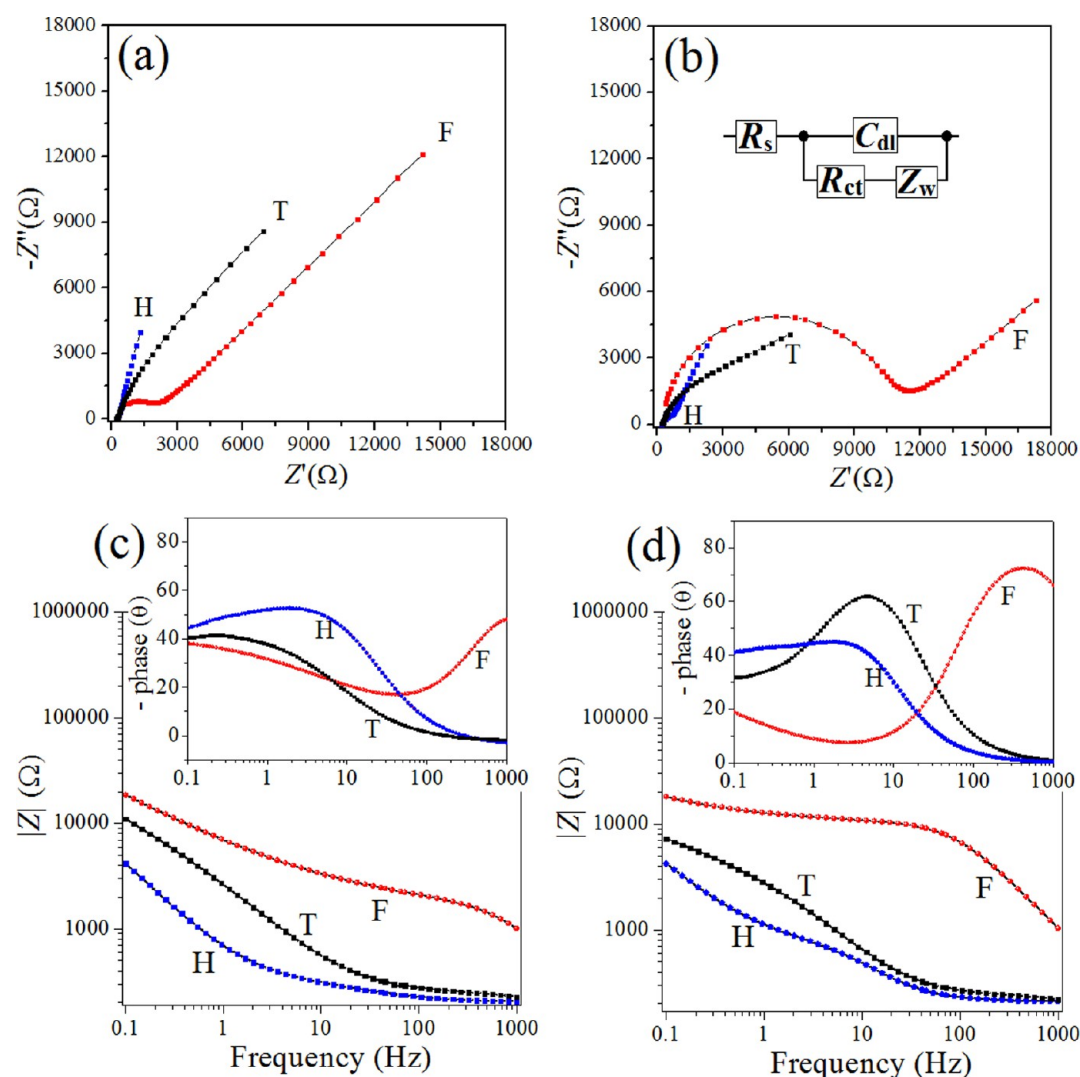 (a)
18000
15000
12000
9000
6000
3000
0
-Z''(Ω)
F
T
H
0 3000 6000 9000 12000 15000 18000
Z'(Ω)
(b)
18000
15000
12000
9000
6000
3000
0
-Z''(Ω)
Rs
Cdl
Rct
Zw
H
T
F
0 3000 6000 9000 12000 15000 18000
Z'(Ω)
(c)
80
60
40
20
0
- phase (θ)
H
T
F
0.1 1 10 100 1000
1000000
100000
10000
1000
|Z| (Ω)
H
T
F
0.1 1 10 100 1000
Frequency (Hz)
(d)
80
60
40
20
0
- phase (θ)
T
H
F
0.1 1 10 100 1000
1000000
100000
10000
1000
|Z| (Ω)
T
H
F
0.1 1 10 100 1000
Frequency (Hz)